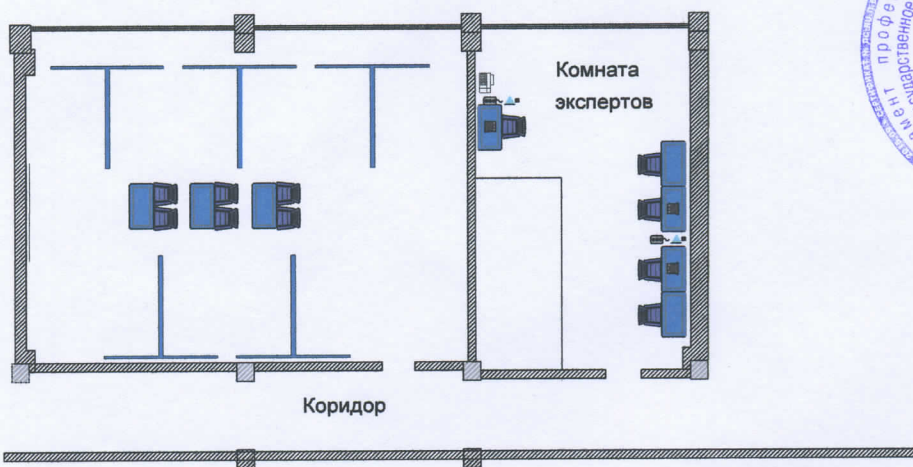 Комната
экспертов
Коридор